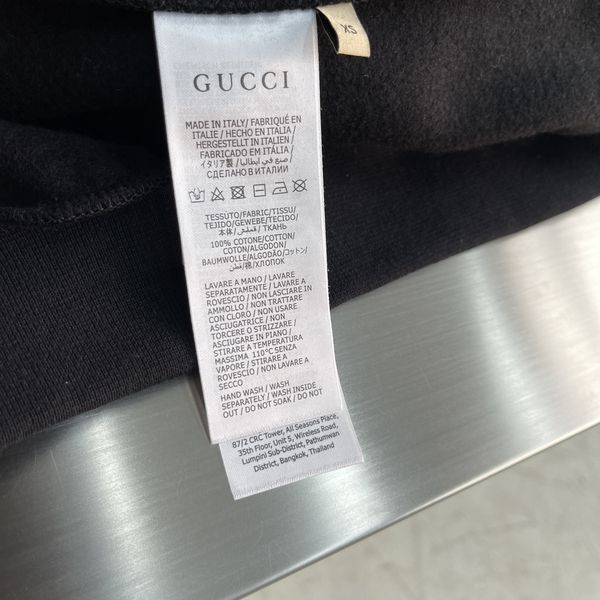 XS
GUCCI
MADE IN ITALY/ FABRIQUÉ EN
ITALIE / HECHO EN ITALIA/
HERGESTELLT IN ITALIEN/
FABRICADO EM ITÁLIA/
イタリア製 / صنع في ايطاليا/
СДЕЛАНО В ИТАЛИЯ
TESSUTO/FABRIC/TISSU/
TEJIDO/GEWEBE/TECIDO/
本体/ قماش/ ТКАНЬ
100% COTONE/COTTON/
COTON/ALGODON/
BAUMWOLLE/ALGODÃO/コットン/
قطن/棉/ХЛОПОК
LAVARE A MANO / LAVARE
SEPARATAMENTE / LAVARE A
ROVESCIO / NON LASCIARE IN
AMMOLLO / NON TRATTARE
CON CLORO / NON USARE
ASCIUGATRICE / NON
TORCERE O STRIZZARE /
ASCIUGARE IN PIANO /
STIRARE A TEMPERATURA
MASSIMA 110°C SENZA
VAPORE / STIRARE A
ROVESCIO / NON LAVARE A
SECCO
HAND WASH / WASH
SEPARATELY / WASH INSIDE
OUT / DO NOT SOAK / DO NOT
87/2 CRC Tower, All Seasons Place,
35th Floor, Unit 5, Wireless Road,
Lumpini Sub-District, Pathumwan
District, Bangkok, Thailand